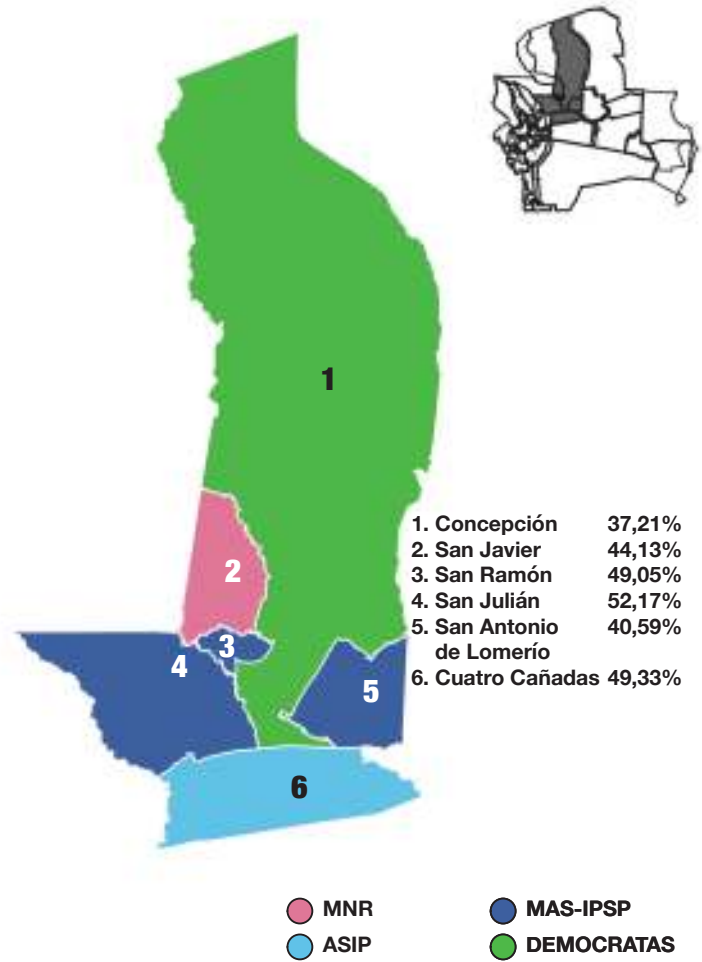 1
2
3
4
5
6
1. Concepción 37,21%
2. San Javier 44,13%
3. San Ramón 49,05%
4. San Julián 52,17%
5. San Antonio 40,59%
de Lomerío
6. Cuatro Cañadas 49,33%
MNR MAS-IPSP
ASIP DEMOCRATAS